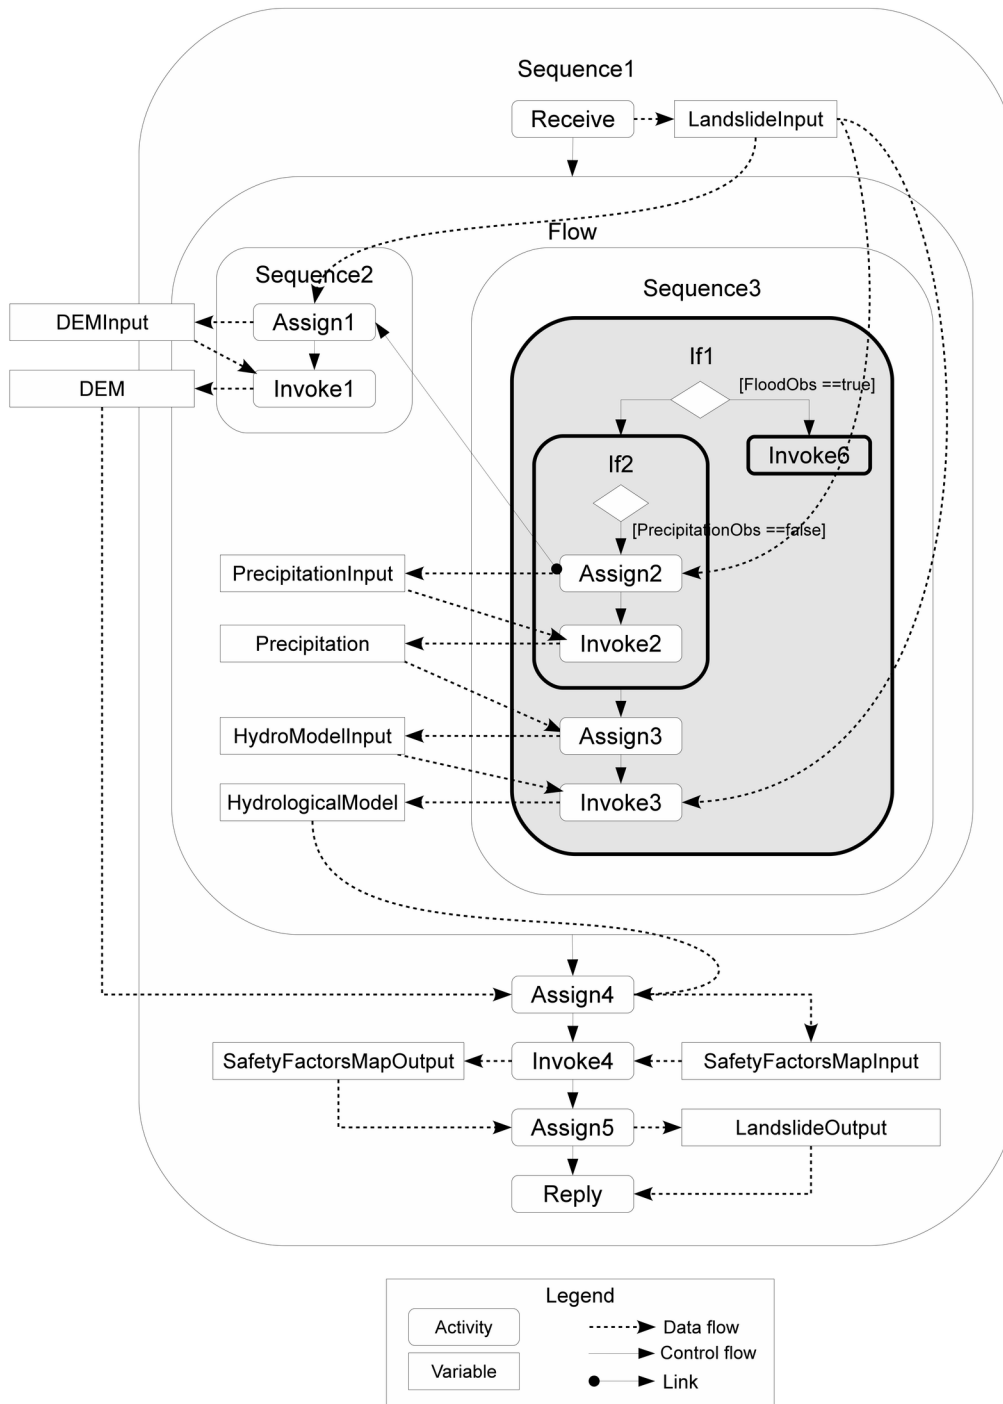 Sequence1
Receive
LandslideInput
Flow
Sequence2
Sequence3
DEMInput
Assign1
If1
DEM
Invoke1
[FloodObs ==true]
If2
Invoke6
[PrecipitationObs ==false]
PrecipitationInput
Assign2
Precipitation
Invoke2
HydroModelInput
Assign3
HydrologicalModel
Invoke3
Assign4
SafetyFactorsMapOutput
Invoke4
SafetyFactorsMapInput
Assign5
LandslideOutput
Reply
Legend
Activity
Data flow
Control flow
Variable
Link